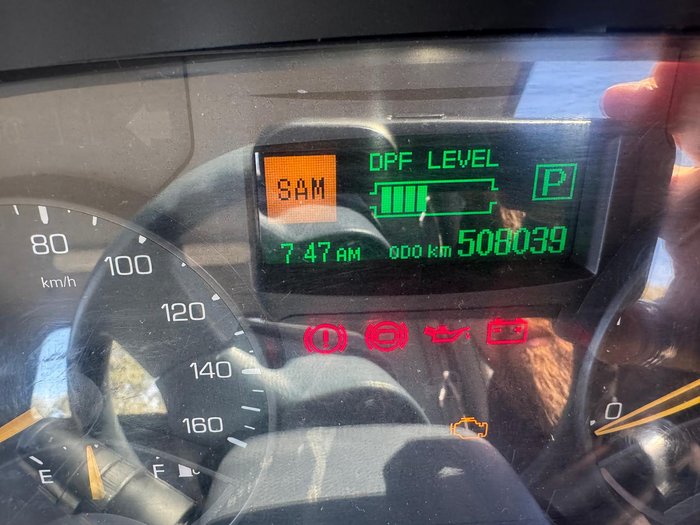 DPF LEVEL
SAM
P
7:47 AM ODO km 508039
80
km/h
100
120
140
160
E
F
0